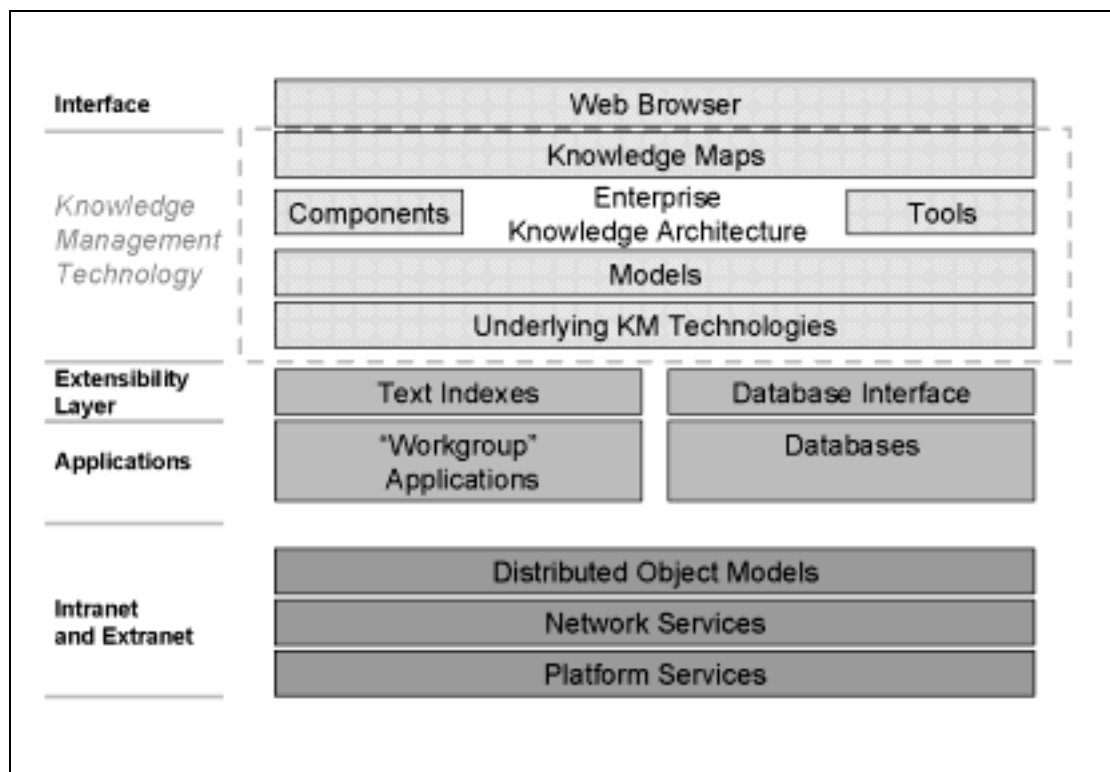 Interface
Web Browser
Knowledge Maps
Knowledge
Management
Technology
Components
Enterprise
Knowledge Architecture
Tools
Models
Underlying KM Technologies
Extensibility
Layer
Text Indexes
Database Interface
Applications
"Workgroup"
Applications
Databases
Intranet
and Extranet
Distributed Object Models
Network Services
Platform Services